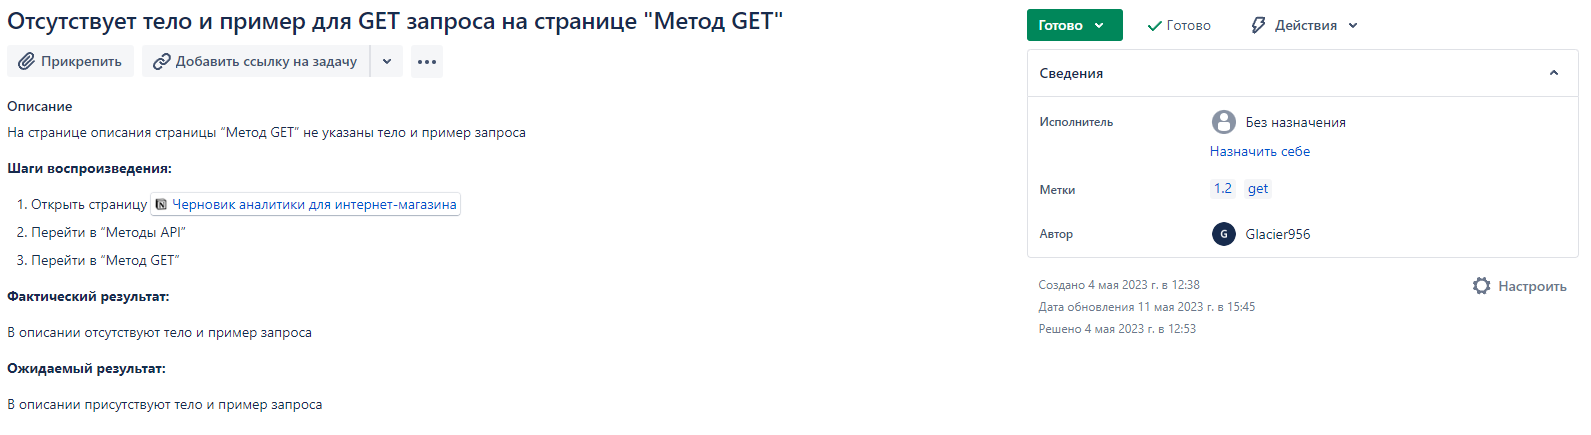 Отсутствует тело и пример для GET запроса на странице "Метод GET"
Прикрепить
Добавить ссылку на задачу
Описание
На странице описания страницы “Метод GET” не указаны тело и пример запроса
Шаги воспроизведения:
1. Открыть страницу Черновик аналитики для интернет-магазина
2. Перейти в “Методы API”
3. Перейти в “Метод GET”
Фактический результат:
В описании отсутствуют тело и пример запроса
Ожидаемый результат:
В описании присутствуют тело и пример запроса
Готово
Готово
Действия
Сведения
Исполнитель
Без назначения
Назначить себе
Метки
1.2 get
Автор
G Glacier956
Создано 4 мая 2023 г. в 12:38
Дата обновления 11 мая 2023 г. в 15:45
Решено 4 мая 2023 г. в 12:53
Настроить